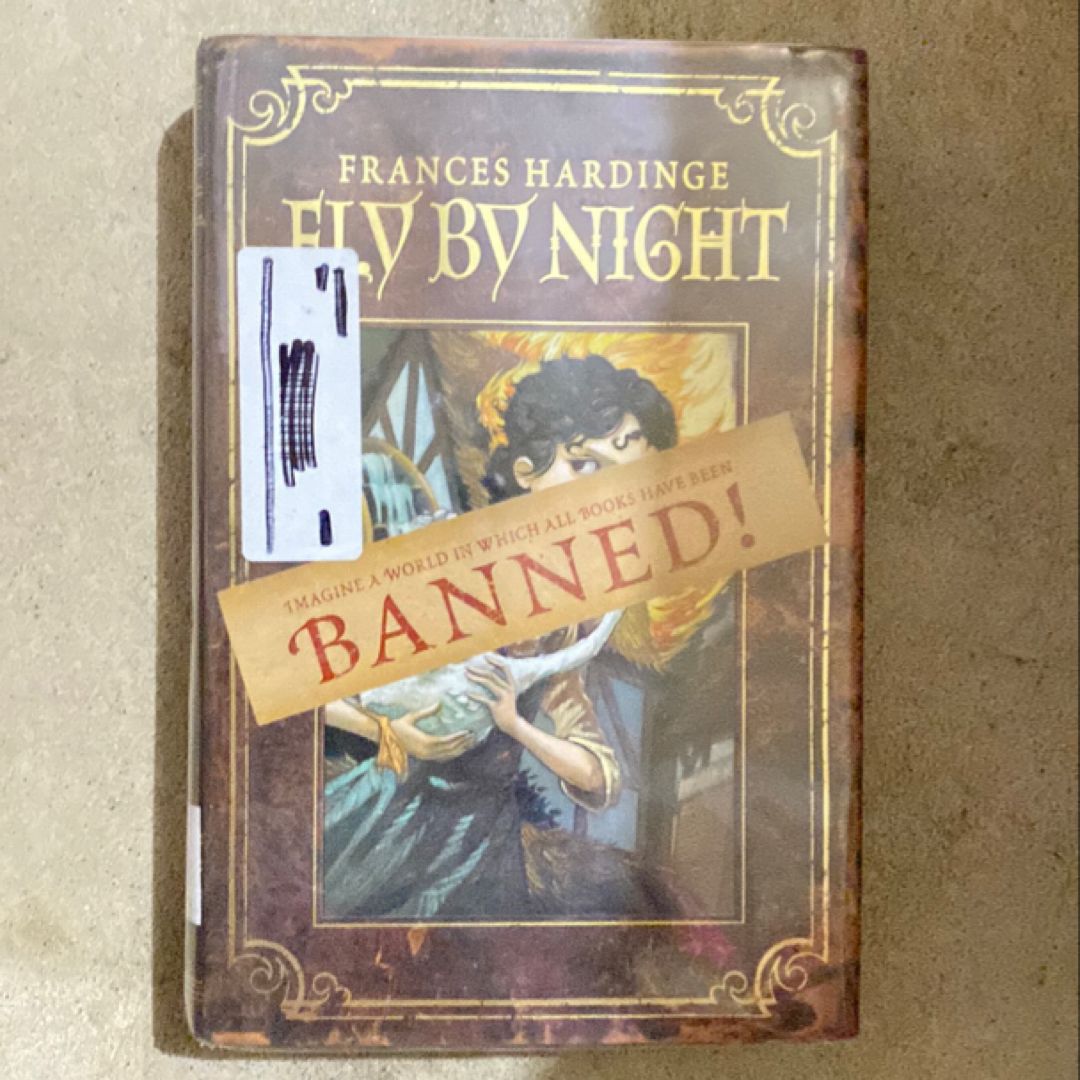 FRANCES HARDINGE
FLY BY NIGHT
IMAGINE A WORLD IN WHICH ALL BOOKS HAVE BEEN
BANNED!